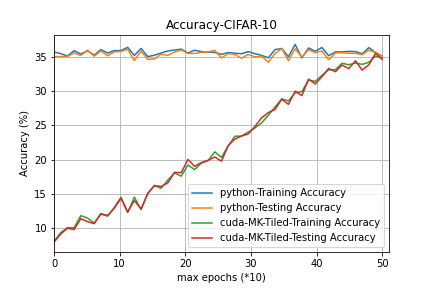 Accuracy-CIFAR-10
Accuracy (%)
35
30
25
20
15
10
python-Training Accuracy
python-Testing Accuracy
cuda-MK-Tiled-Training Accuracy
cuda-MK-Tiled-Testing Accuracy
0 10 20 30 40 50
max epochs (*10)